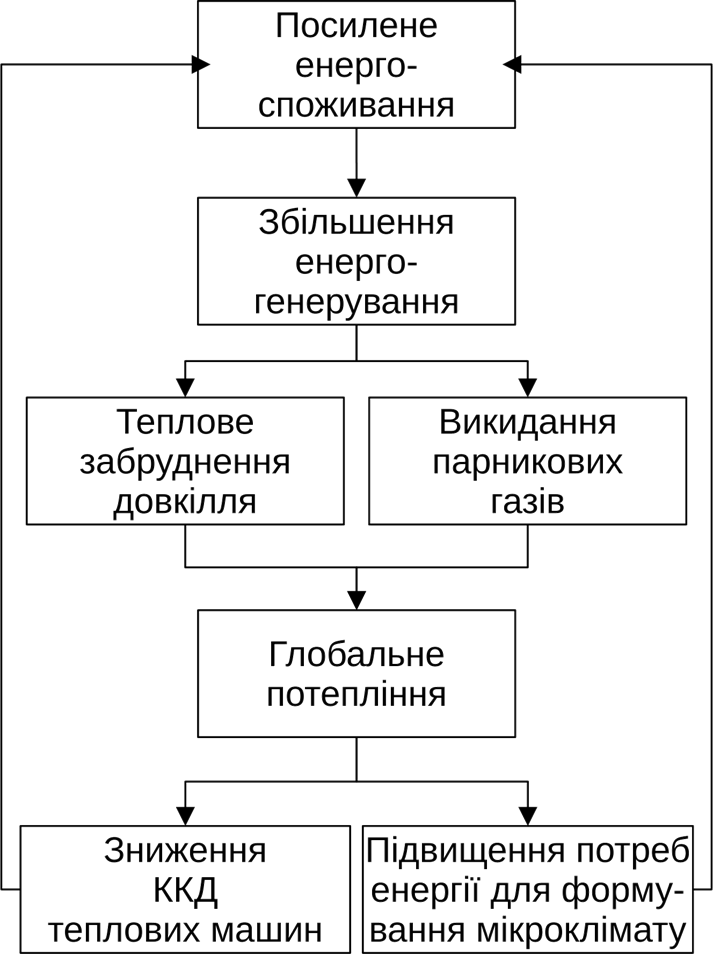 Посилене
енерго-
споживання
Збільшення
енерго-
генерування
Теплове
забруднення
довкілля
Викидання
парникових
газів
Глобальне
потепління
Зниження
ККД
теплових машин
Підвищення потреб
енергії для форму-
вання мікроклімату